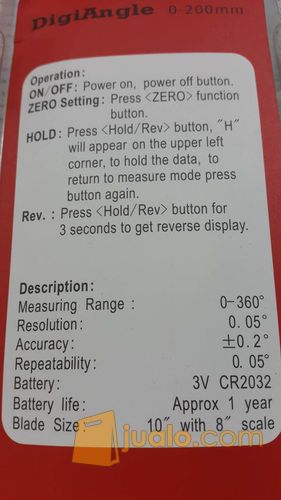 DigiAngle 0-200mm
Operation:
ON/OFF: Power on, power off button.
ZERO Setting: Press <ZERO> function
button.
HOLD: Press <Hold/Rev> button, "H"
will appear on the upper left
corner, to hold the data, to
return to measure mode press
button again.
Rev. : Press <Hold/Rev> button for
3 seconds to get reverse display.
Description:
Measuring Range : 0-360°
Resolution: 0.05°
Accuracy: ±0.2°
Repeatability: 0.05°
Battery: 3V CR2032
Battery life: Approx 1 year
Blade Size: 10" with 8" scale
jualo.com